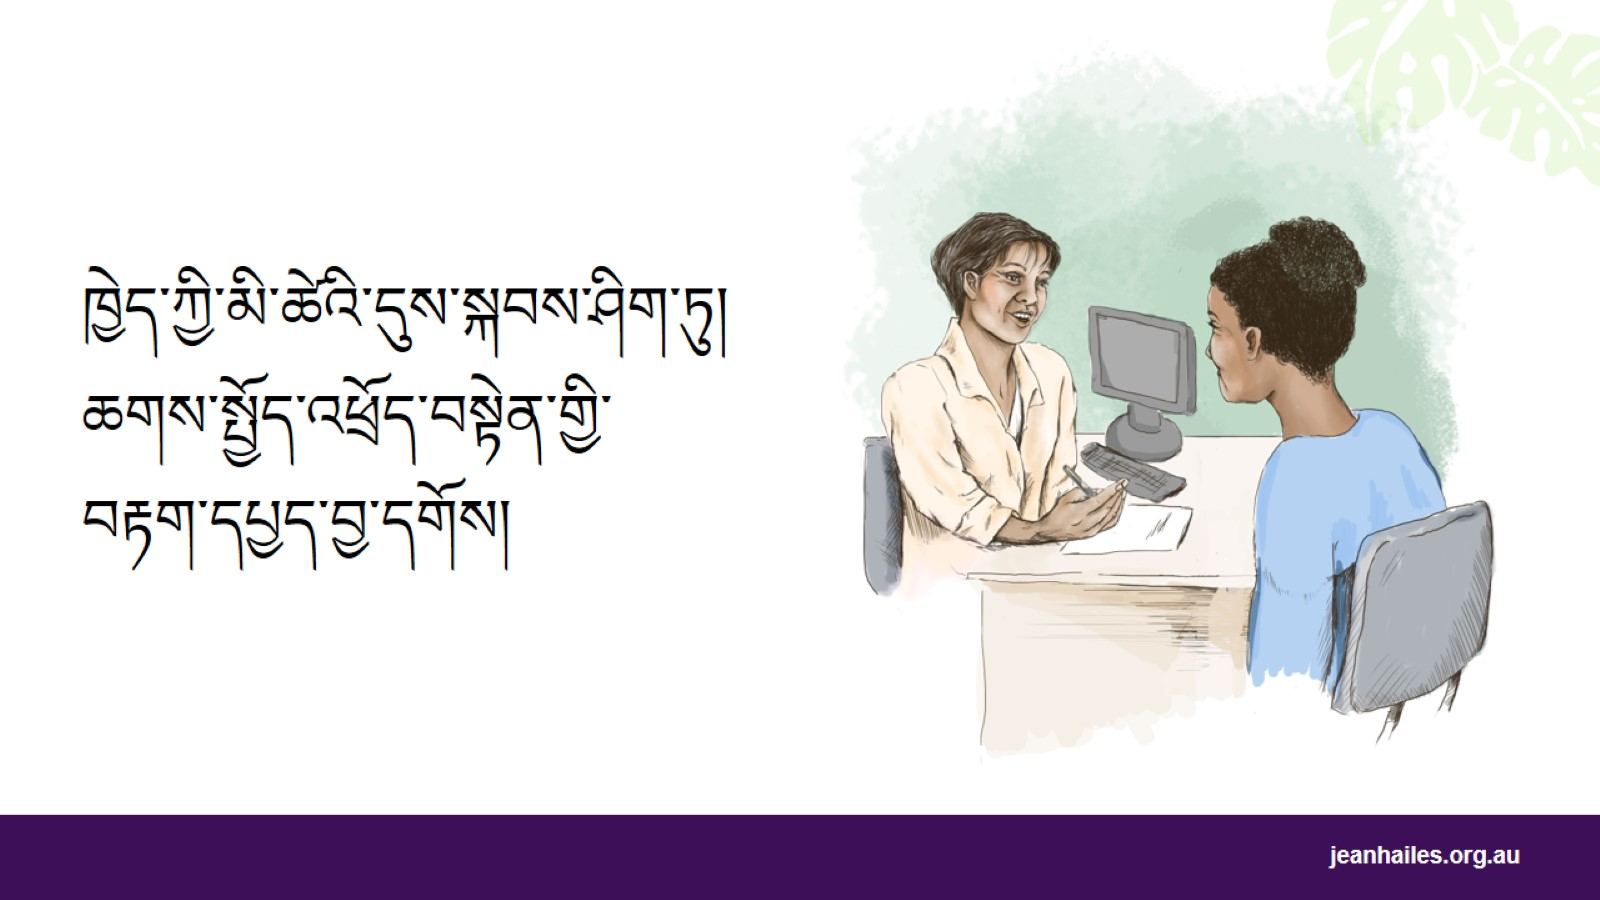 ཁྱེད་ཀྱི་མི་ཚེའི་དུས་སྐབས་ཤིག་ཏུ།
ཆགས་སྤྱོད་འཕྲོད་བསྟེན་གྱི་
བརྟག་དཔྱད་བྱ་དགོས།
jeanhailes.org.au